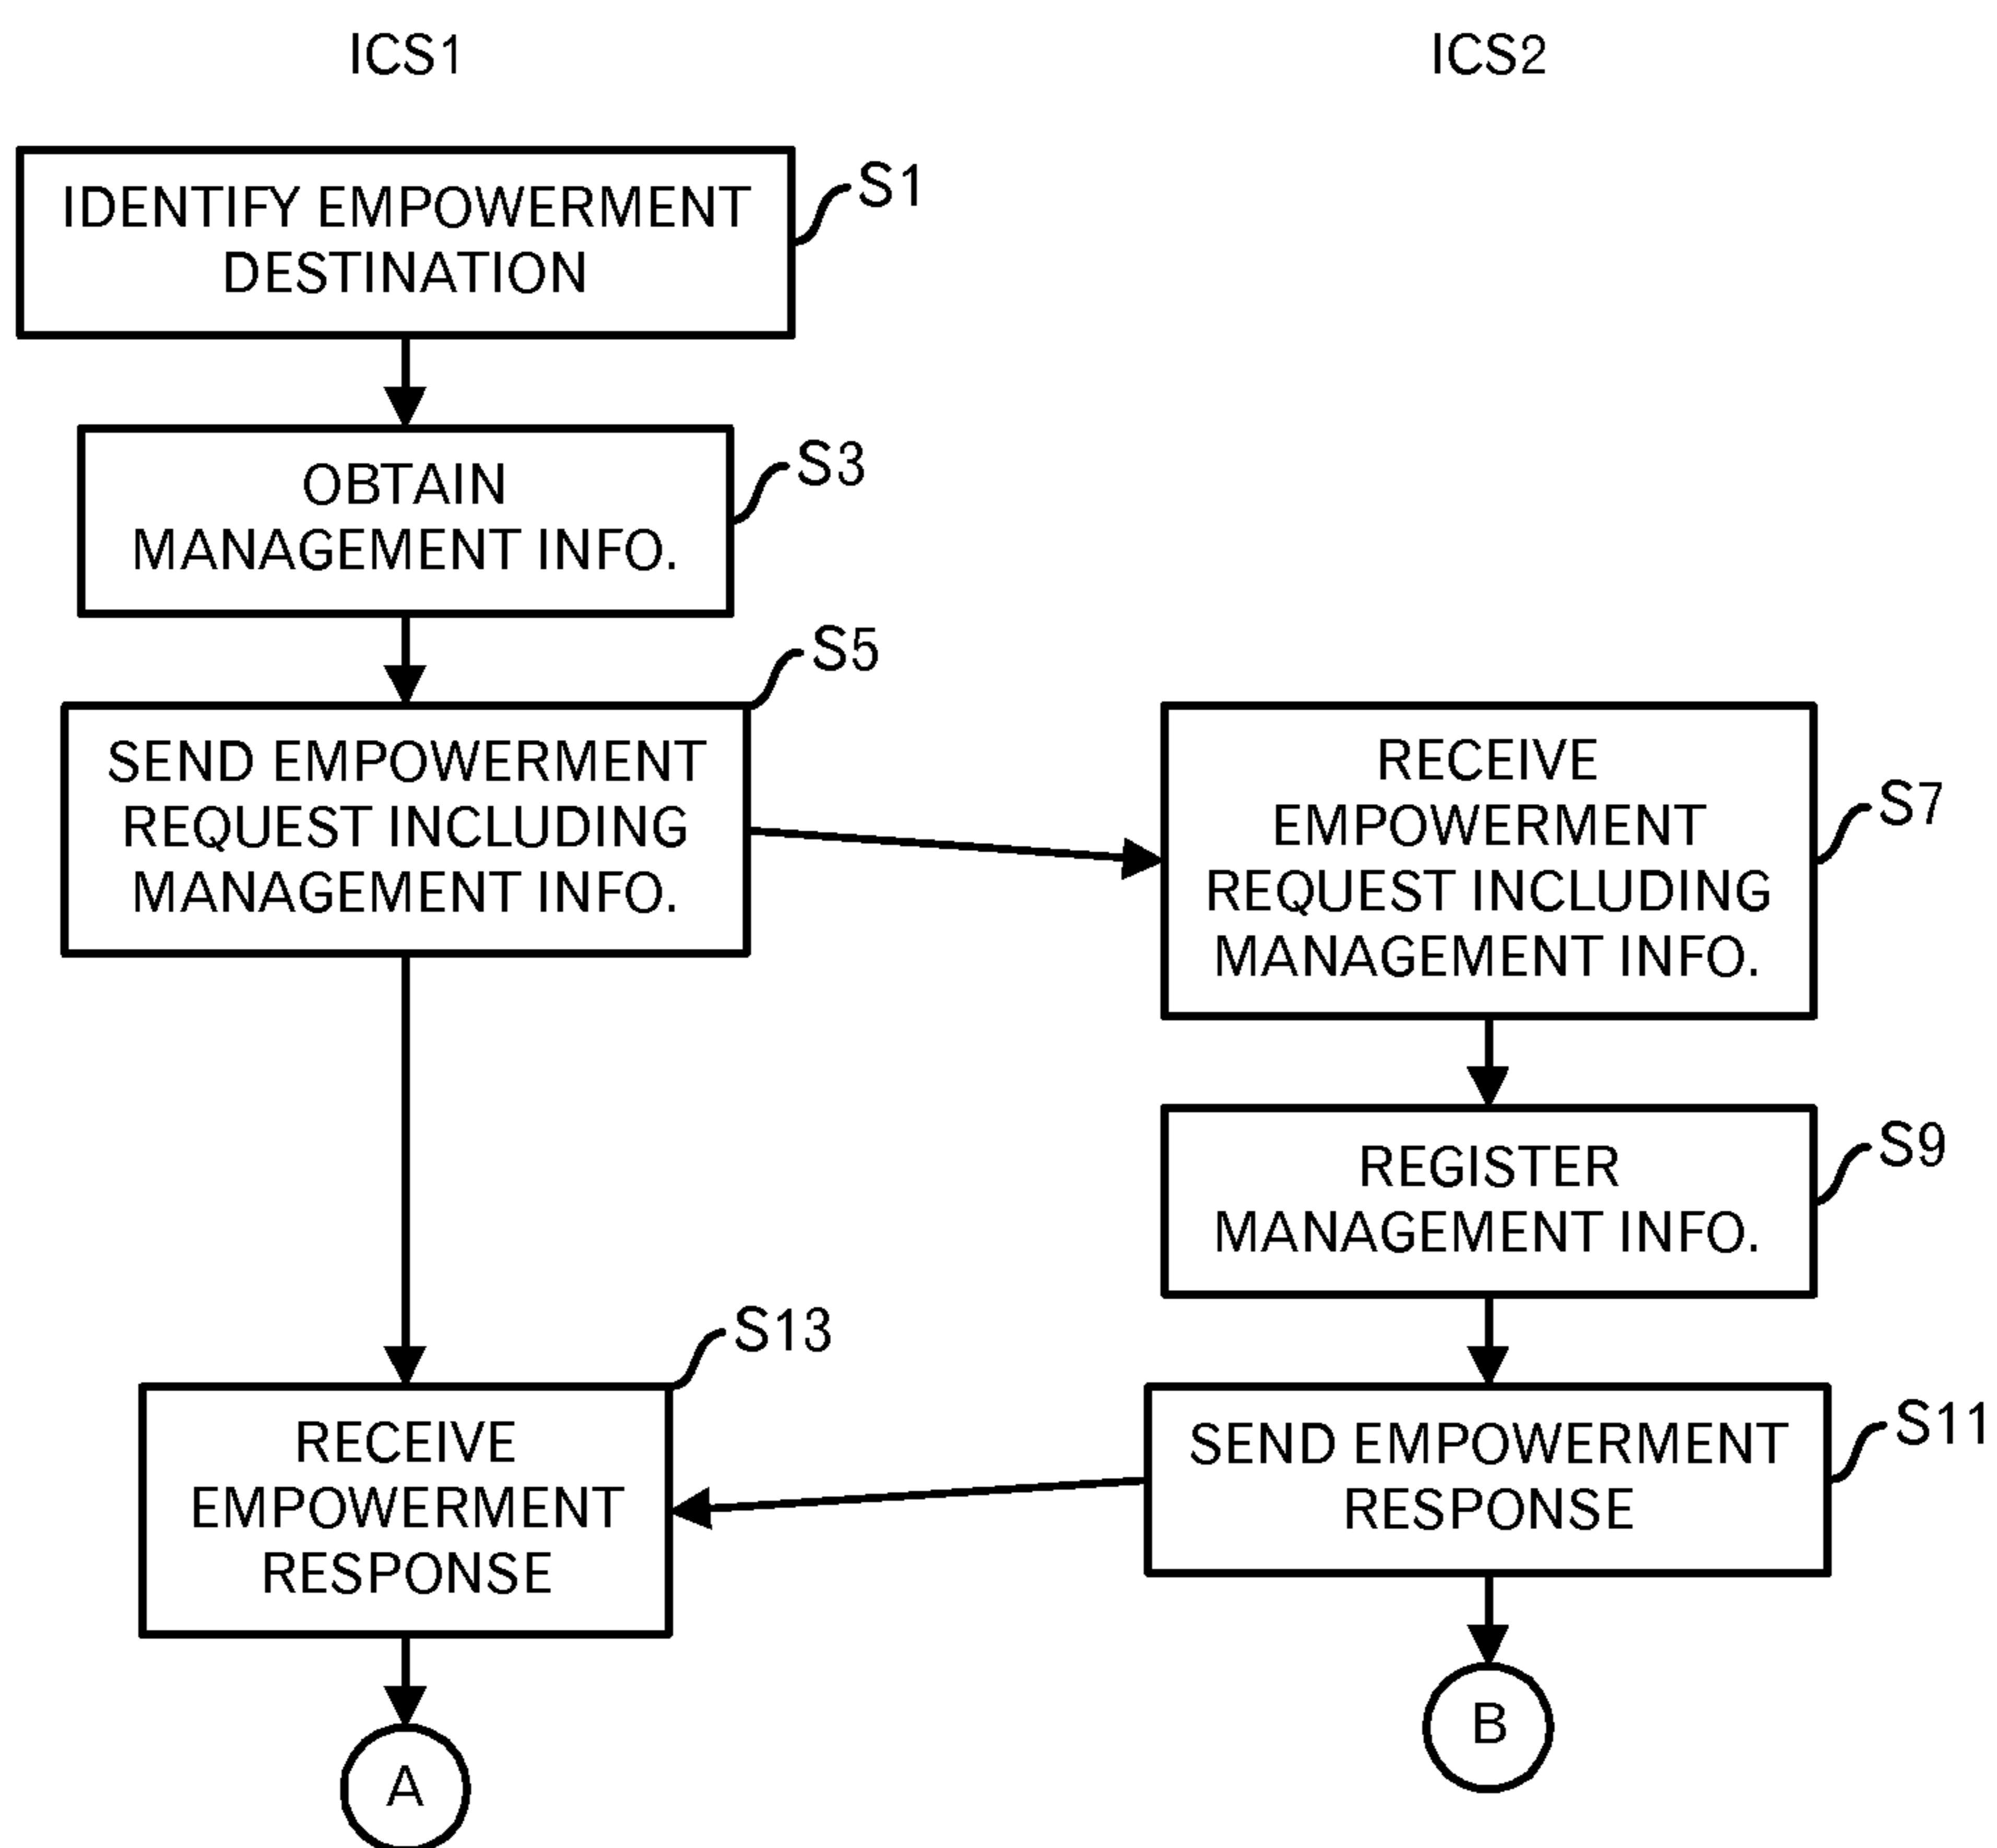 ICS1
ICS2
IDENTIFY EMPOWERMENT
DESTINATION
S1
OBTAIN
MANAGEMENT INFO.
S3
SEND EMPOWERMENT
REQUEST INCLUDING
MANAGEMENT INFO.
S5
RECEIVE
EMPOWERMENT
REQUEST INCLUDING
MANAGEMENT INFO.
S7
REGISTER
MANAGEMENT INFO.
S9
SEND EMPOWERMENT
RESPONSE
S11
RECEIVE
EMPOWERMENT
RESPONSE
S13
A
B